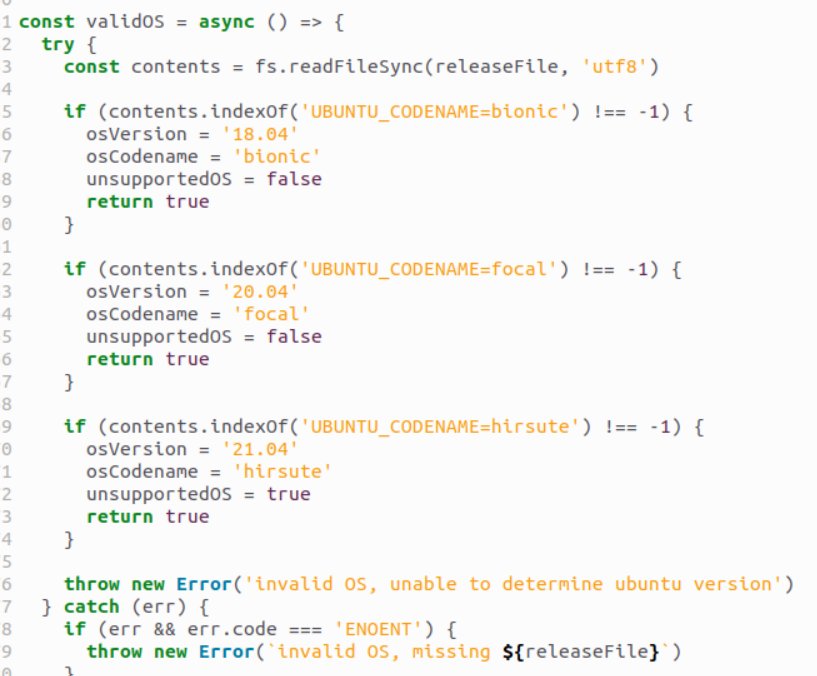 0
1 const validOS = async () => {
2   try {
3     const contents = fs.readFileSync(releaseFile, 'utf8')
4
5     if (contents.indexOf('UBUNTU_CODENAME=bionic') !== -1) {
6       osVersion = '18.04'
7       osCodename = 'bionic'
8       unsupportedOS = false
9       return true
0     }
1
2     if (contents.indexOf('UBUNTU_CODENAME=focal') !== -1) {
3       osVersion = '20.04'
4       osCodename = 'focal'
5       unsupportedOS = false
6       return true
7     }
8
9     if (contents.indexOf('UBUNTU_CODENAME=hirsute') !== -1) {
0       osVersion = '21.04'
1       osCodename = 'hirsute'
2       unsupportedOS = true
3       return true
4     }
5
6     throw new Error('invalid OS, unable to determine ubuntu version')
7   } catch (err) {
8     if (err && err.code === 'ENOENT') {
9       throw new Error(`invalid OS, missing ${releaseFile}`)
0     }